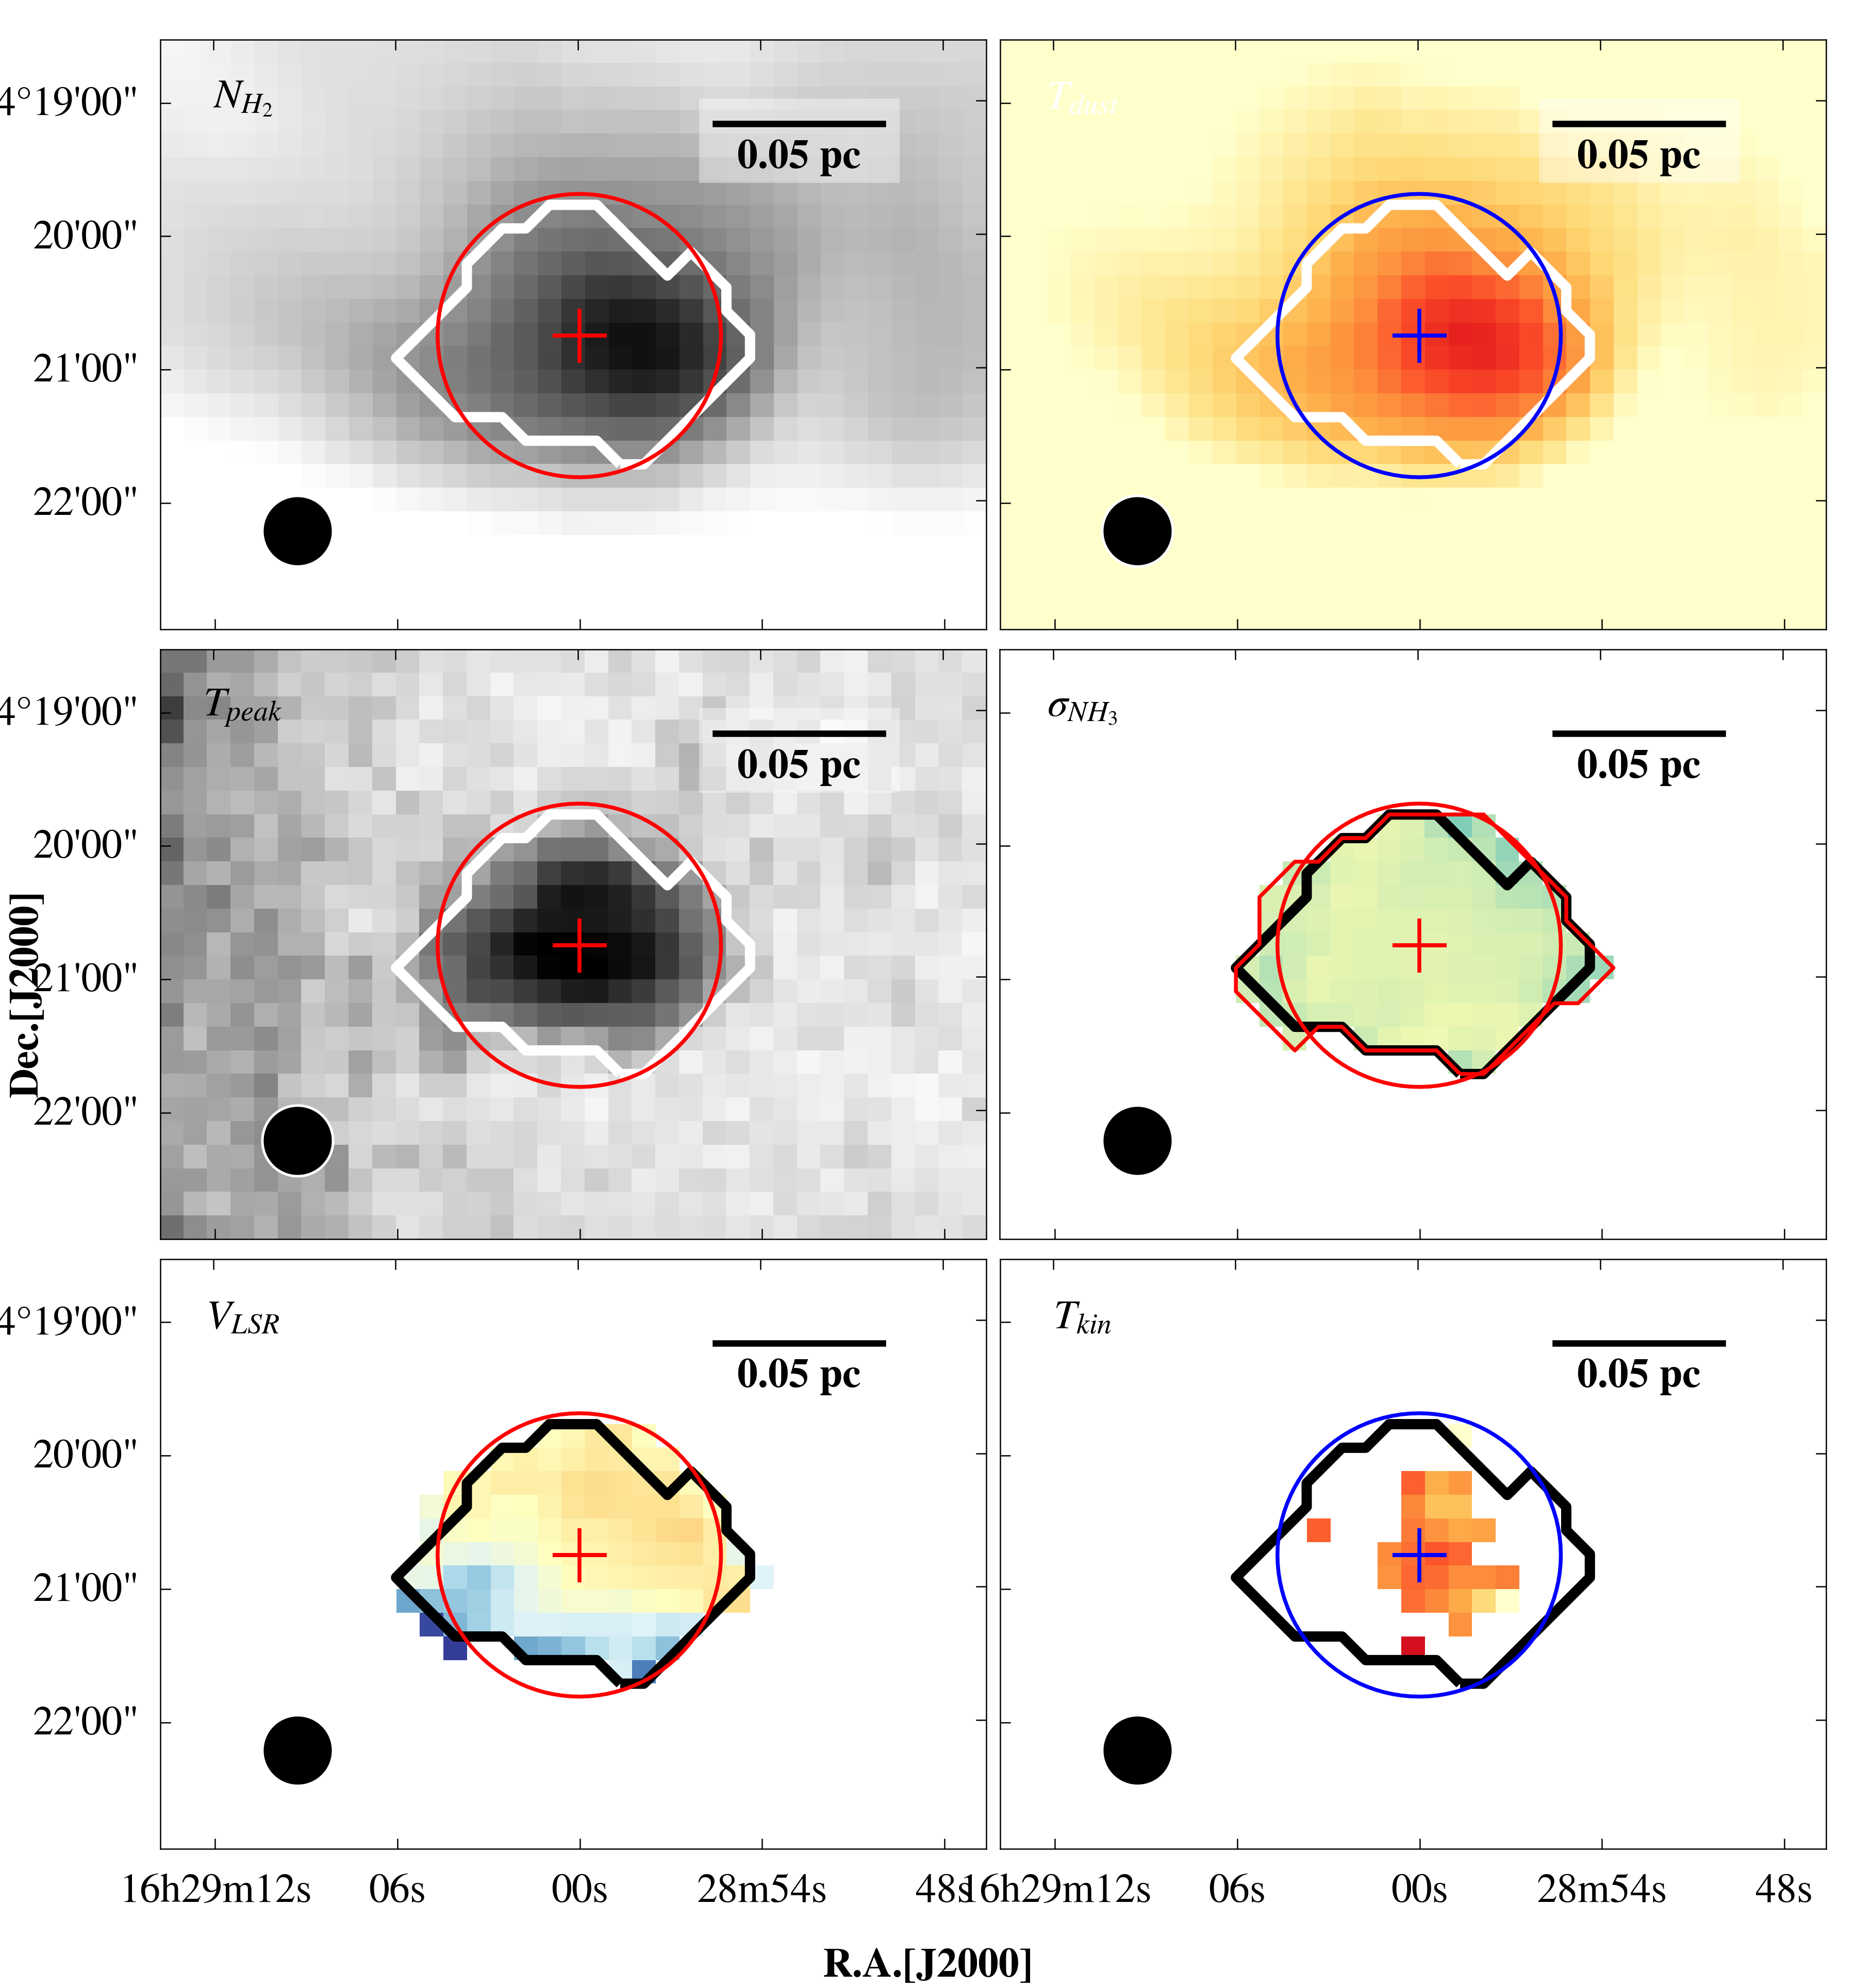 N_H2
T_dust
0.05 pc
0.05 pc
4°19'00"
20'00"
21'00"
22'00"
T_peak
σ_NH3
0.05 pc
0.05 pc
4°19'00"
20'00"
21'00"
22'00"
Dec.[J2000]
V_LSR
T_kin
0.05 pc
0.05 pc
4°19'00"
20'00"
21'00"
22'00"
16h29m12s 06s 00s 28m54s 48s
16h29m12s 06s 00s 28m54s 48s
R.A.[J2000]